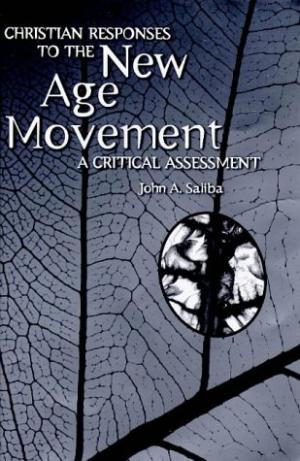 CHRISTIAN RESPONSES
TO THE New
Age
Movement
A CRITICAL ASSESSMENT
John A. Saliba